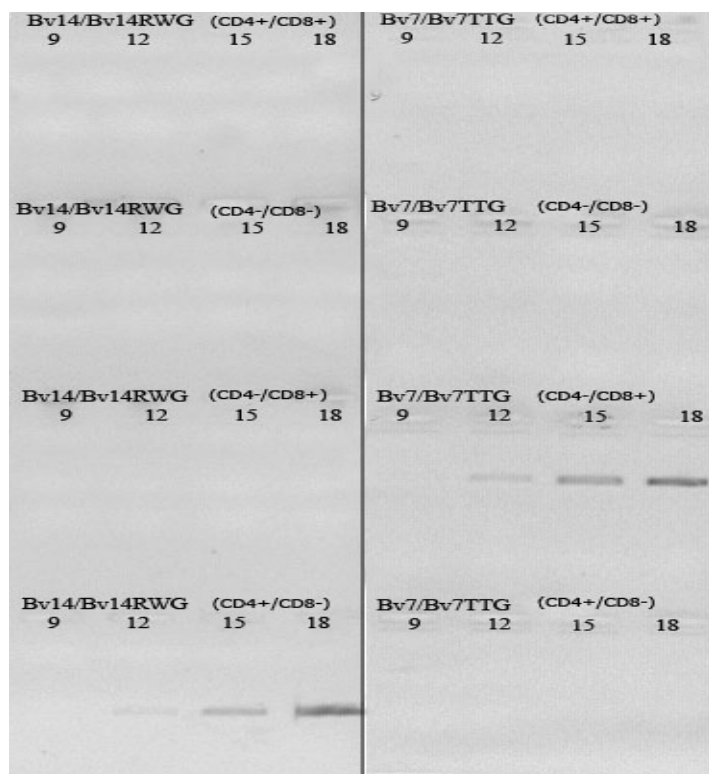 Bv14/Bv14RWG (CD4+/CD8+)
9 12 15 18
Bv7/Bv7TTG (CD4+/CD8+)
9 12 15 18
Bv14/Bv14RWG (CD4-/CD8-)
9 12 15 18
Bv7/Bv7TTG (CD4-/CD8-)
9 12 15 18
Bv14/Bv14RWG (CD4-/CD8+)
9 12 15 18
Bv7/Bv7TTG (CD4-/CD8+)
9 12 15 18
Bv14/Bv14RWG (CD4+/CD8-)
9 12 15 18
Bv7/Bv7TTG (CD4+/CD8-)
9 12 15 18